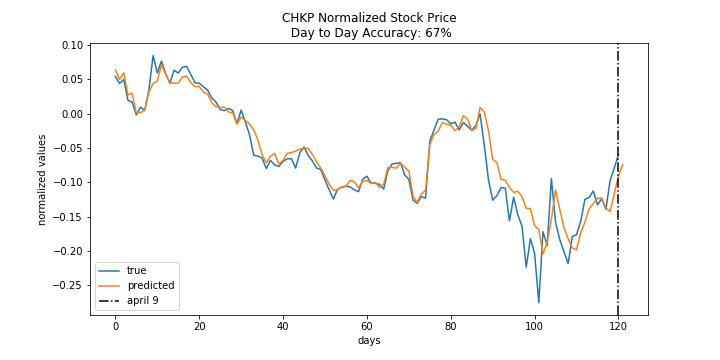 CHKP Normalized Stock Price
Day to Day Accuracy: 67%
0.10
0.05
0.00
−0.05
−0.10
−0.15
−0.20
−0.25
normalized values
true
predicted
april 9
0 20 40 60 80 100 120
days